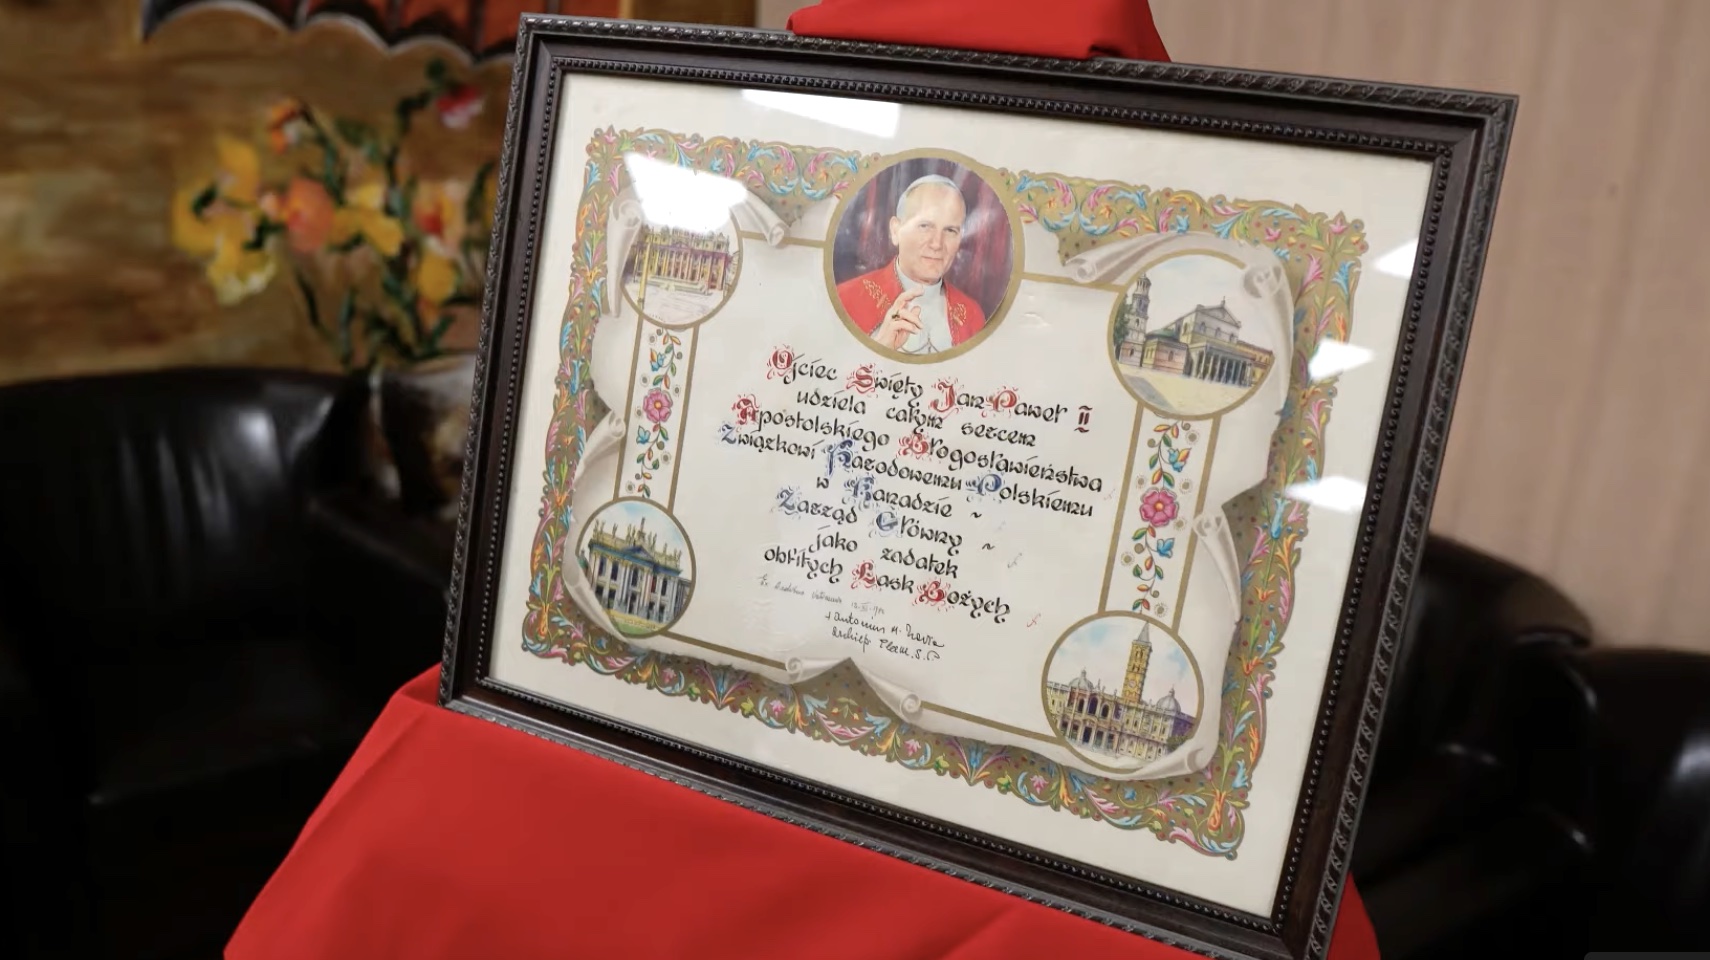 Ojciec Święty Jan Paweł II
udziela całym sercem
Apostolskiego Błogosławieństwa
Związkowi Narodowemu Polskiemu
w Kanadzie ~
Zarząd Główny ~
jako zadatek
obfitych Łask Bożych